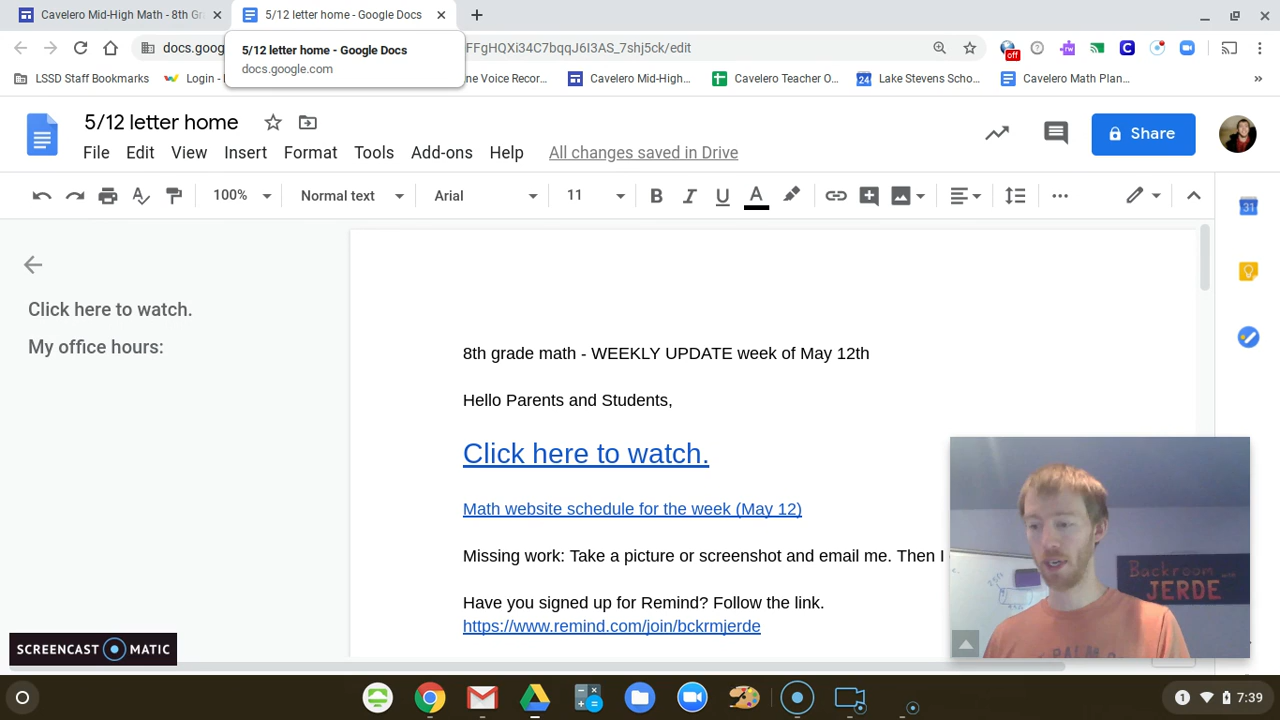 Cavelero Mid-High Math - 8th Gr
5/12 letter home - Google Docs
5/12 letter home - Google Docs
docs.google.com
docs.goog
FFgHQXi34C7bqqJ6I3AS_7shj5ck/edit
off
rw
C
LSSD Staff Bookmarks
Login -
ne Voice Recor...
Cavelero Mid-High...
Cavelero Teacher O...
24
Lake Stevens Scho...
Cavelero Math Plan...
»
5/12 letter home
Share
File Edit View Insert Format Tools Add-ons Help All changes saved in Drive
100% Normal text Arial 11 B I U A
31
Click here to watch.
My office hours:
8th grade math - WEEKLY UPDATE week of May 12th
Hello Parents and Students,
Click here to watch.
Math website schedule for the week (May 12)
Missing work: Take a picture or screenshot and email me. Then I
Have you signed up for Remind? Follow the link.
https://www.remind.com/join/bckrmjerde
Backroom with
JERDE
SCREENCAST MATIC
1 7:39